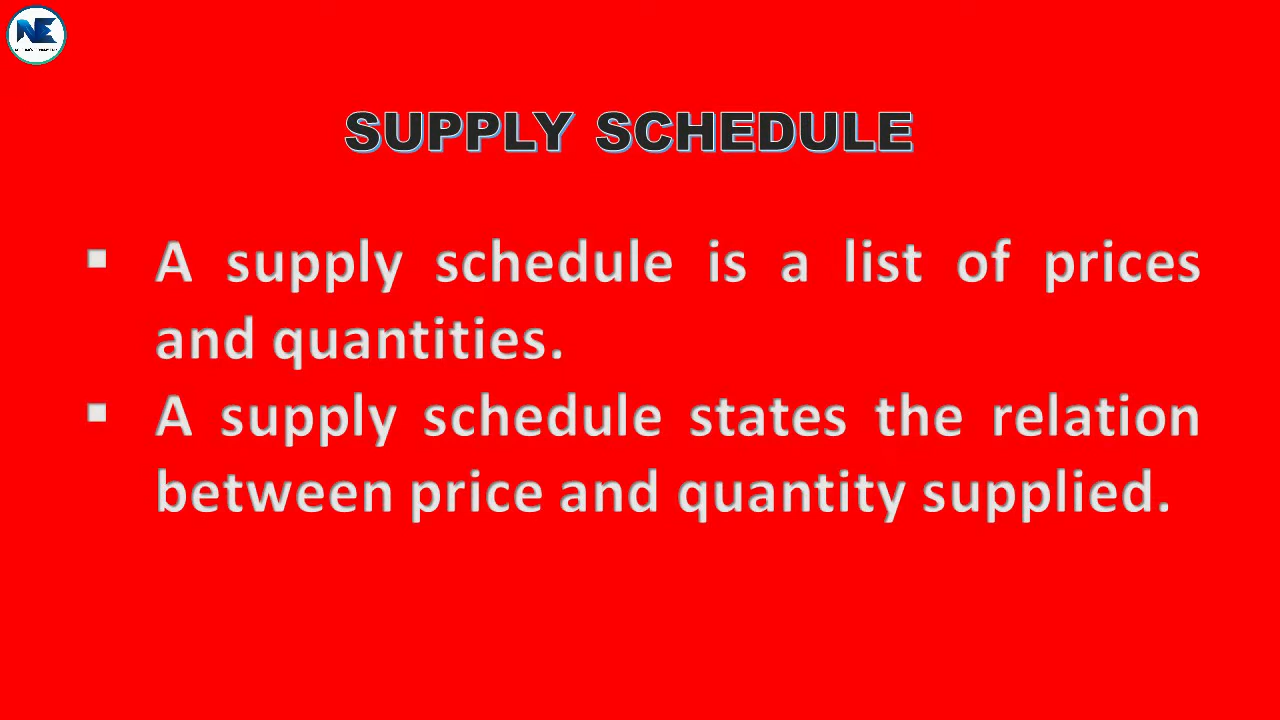 NE
SUPPLY SCHEDULE
▪ A supply schedule is a list of prices
and quantities.
▪ A supply schedule states the relation
between price and quantity supplied.